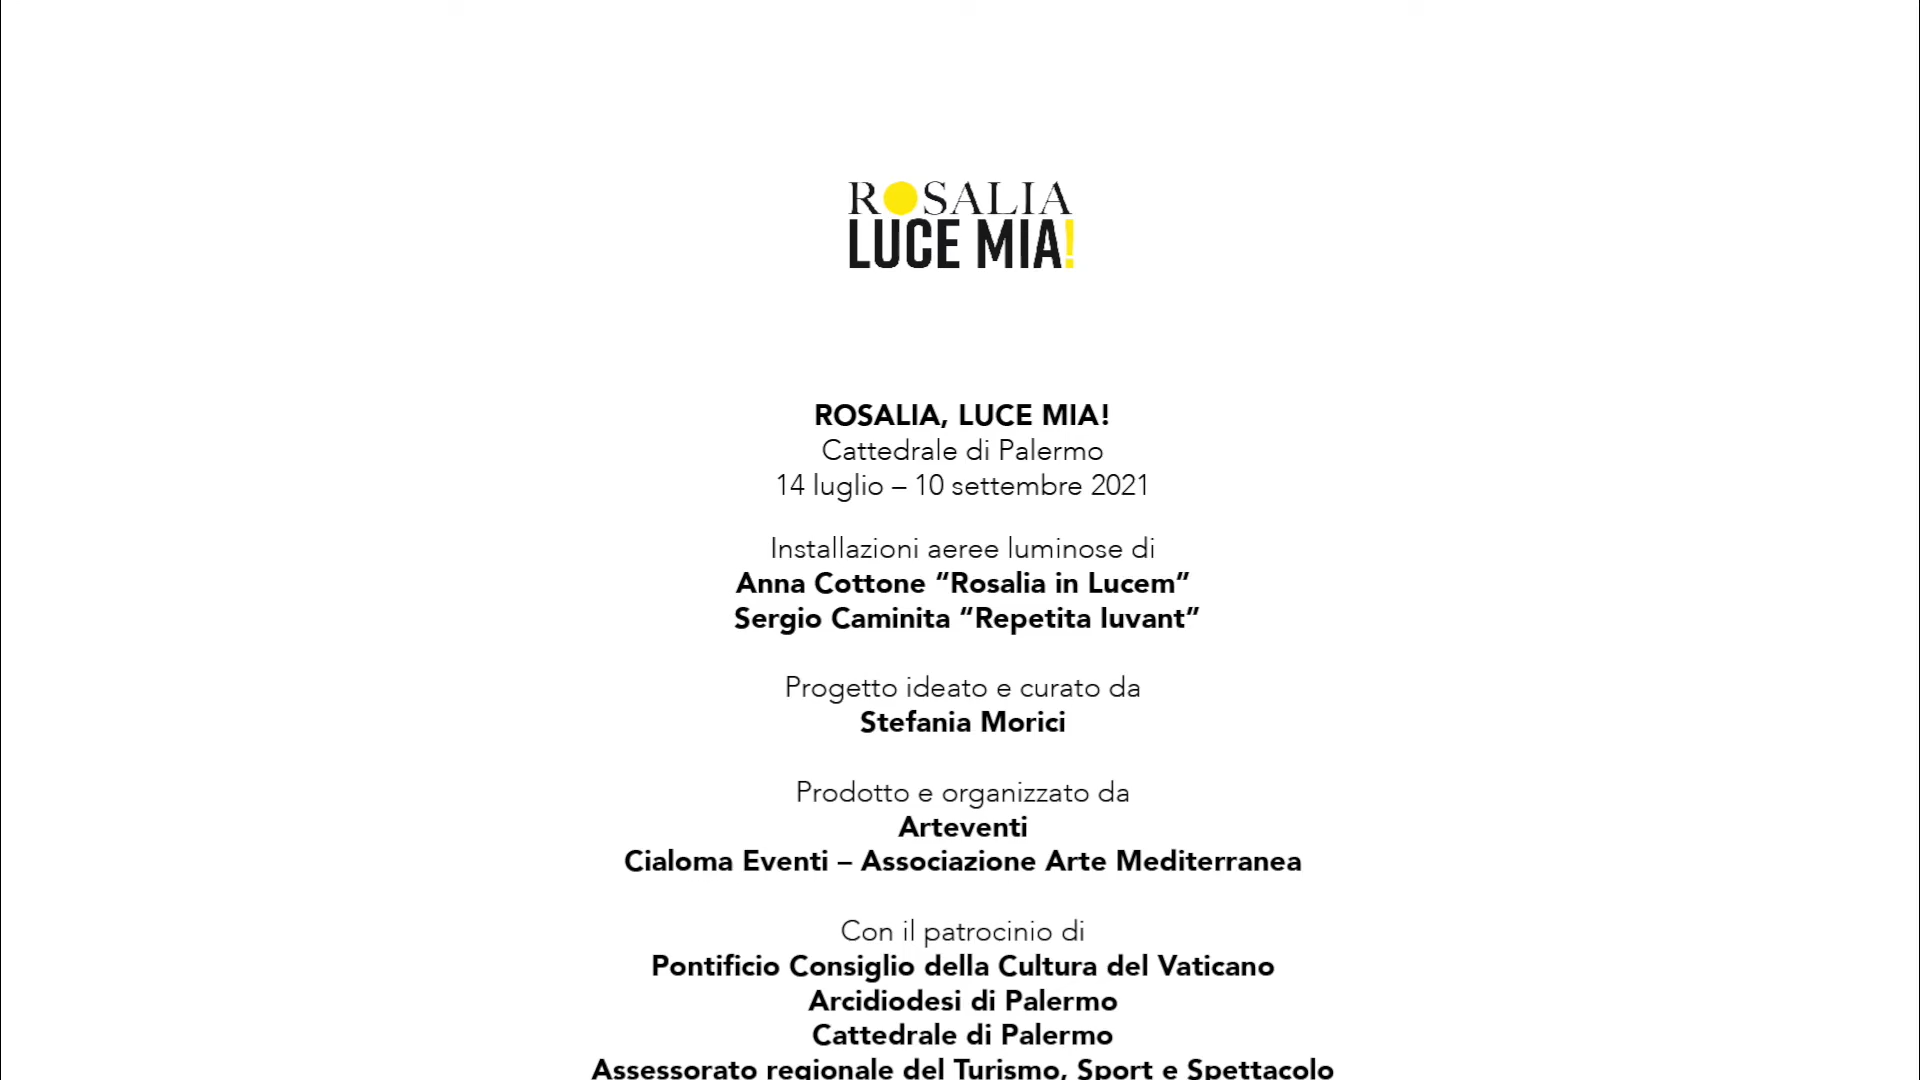 ROSALIA
LUCE MIA!
ROSALIA, LUCE MIA!
Cattedrale di Palermo
14 luglio – 10 settembre 2021
Installazioni aeree luminose di
Anna Cottone “Rosalia in Lucem”
Sergio Caminita “Repetita Iuvant”
Progetto ideato e curato da
Stefania Morici
Prodotto e organizzato da
Arteventi
Cialoma Eventi – Associazione Arte Mediterranea
Con il patrocinio di
Pontificio Consiglio della Cultura del Vaticano
Arcidiodesi di Palermo
Cattedrale di Palermo
Assessorato regionale del Turismo, Sport e Spettacolo